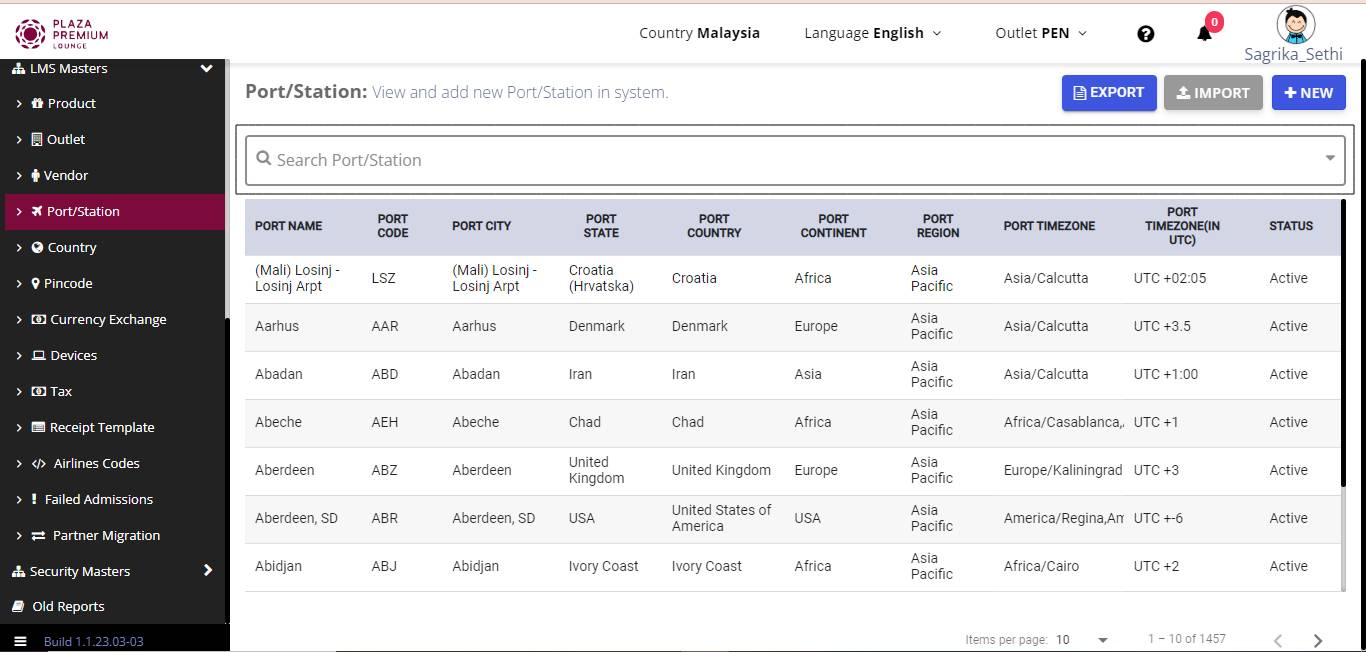 PLAZA
PREMIUM
LOUNGE
Country Malaysia
Language English
Outlet PEN
0
Sagrika_Sethi
LMS Masters
Product
Outlet
Vendor
Port/Station
Country
Pincode
Currency Exchange
Devices
Tax
Receipt Template
Airlines Codes
Failed Admissions
Partner Migration
Security Masters
Old Reports
Build 1.1.23.03-03
Port/Station: View and add new Port/Station in system.
EXPORT
IMPORT
NEW
Search Port/Station
PORT NAME PORT CODE PORT CITY PORT STATE PORT COUNTRY PORT CONTINENT PORT REGION PORT TIMEZONE PORT TIMEZONE(IN UTC) STATUS
(Mali) Losinj - Losinj Arpt LSZ (Mali) Losinj - Losinj Arpt Croatia (Hrvatska) Croatia Africa Asia Pacific Asia/Calcutta UTC +02:05 Active
Aarhus AAR Aarhus Denmark Denmark Europe Asia Pacific Asia/Calcutta UTC +3.5 Active
Abadan ABD Abadan Iran Iran Asia Asia Pacific Asia/Calcutta UTC +1:00 Active
Abeche AEH Abeche Chad Chad Africa Asia Pacific Africa/Casablanca, UTC +1 Active
Aberdeen ABZ Aberdeen United Kingdom United Kingdom Europe Asia Pacific Europe/Kaliningrad UTC +3 Active
Aberdeen, SD ABR Aberdeen, SD USA United States of America USA Asia Pacific America/Regina,Am UTC +-6 Active
Abidjan ABJ Abidjan Ivory Coast Ivory Coast Africa Asia Pacific Africa/Cairo UTC +2 Active
Items per page: 10
1 – 10 of 1457